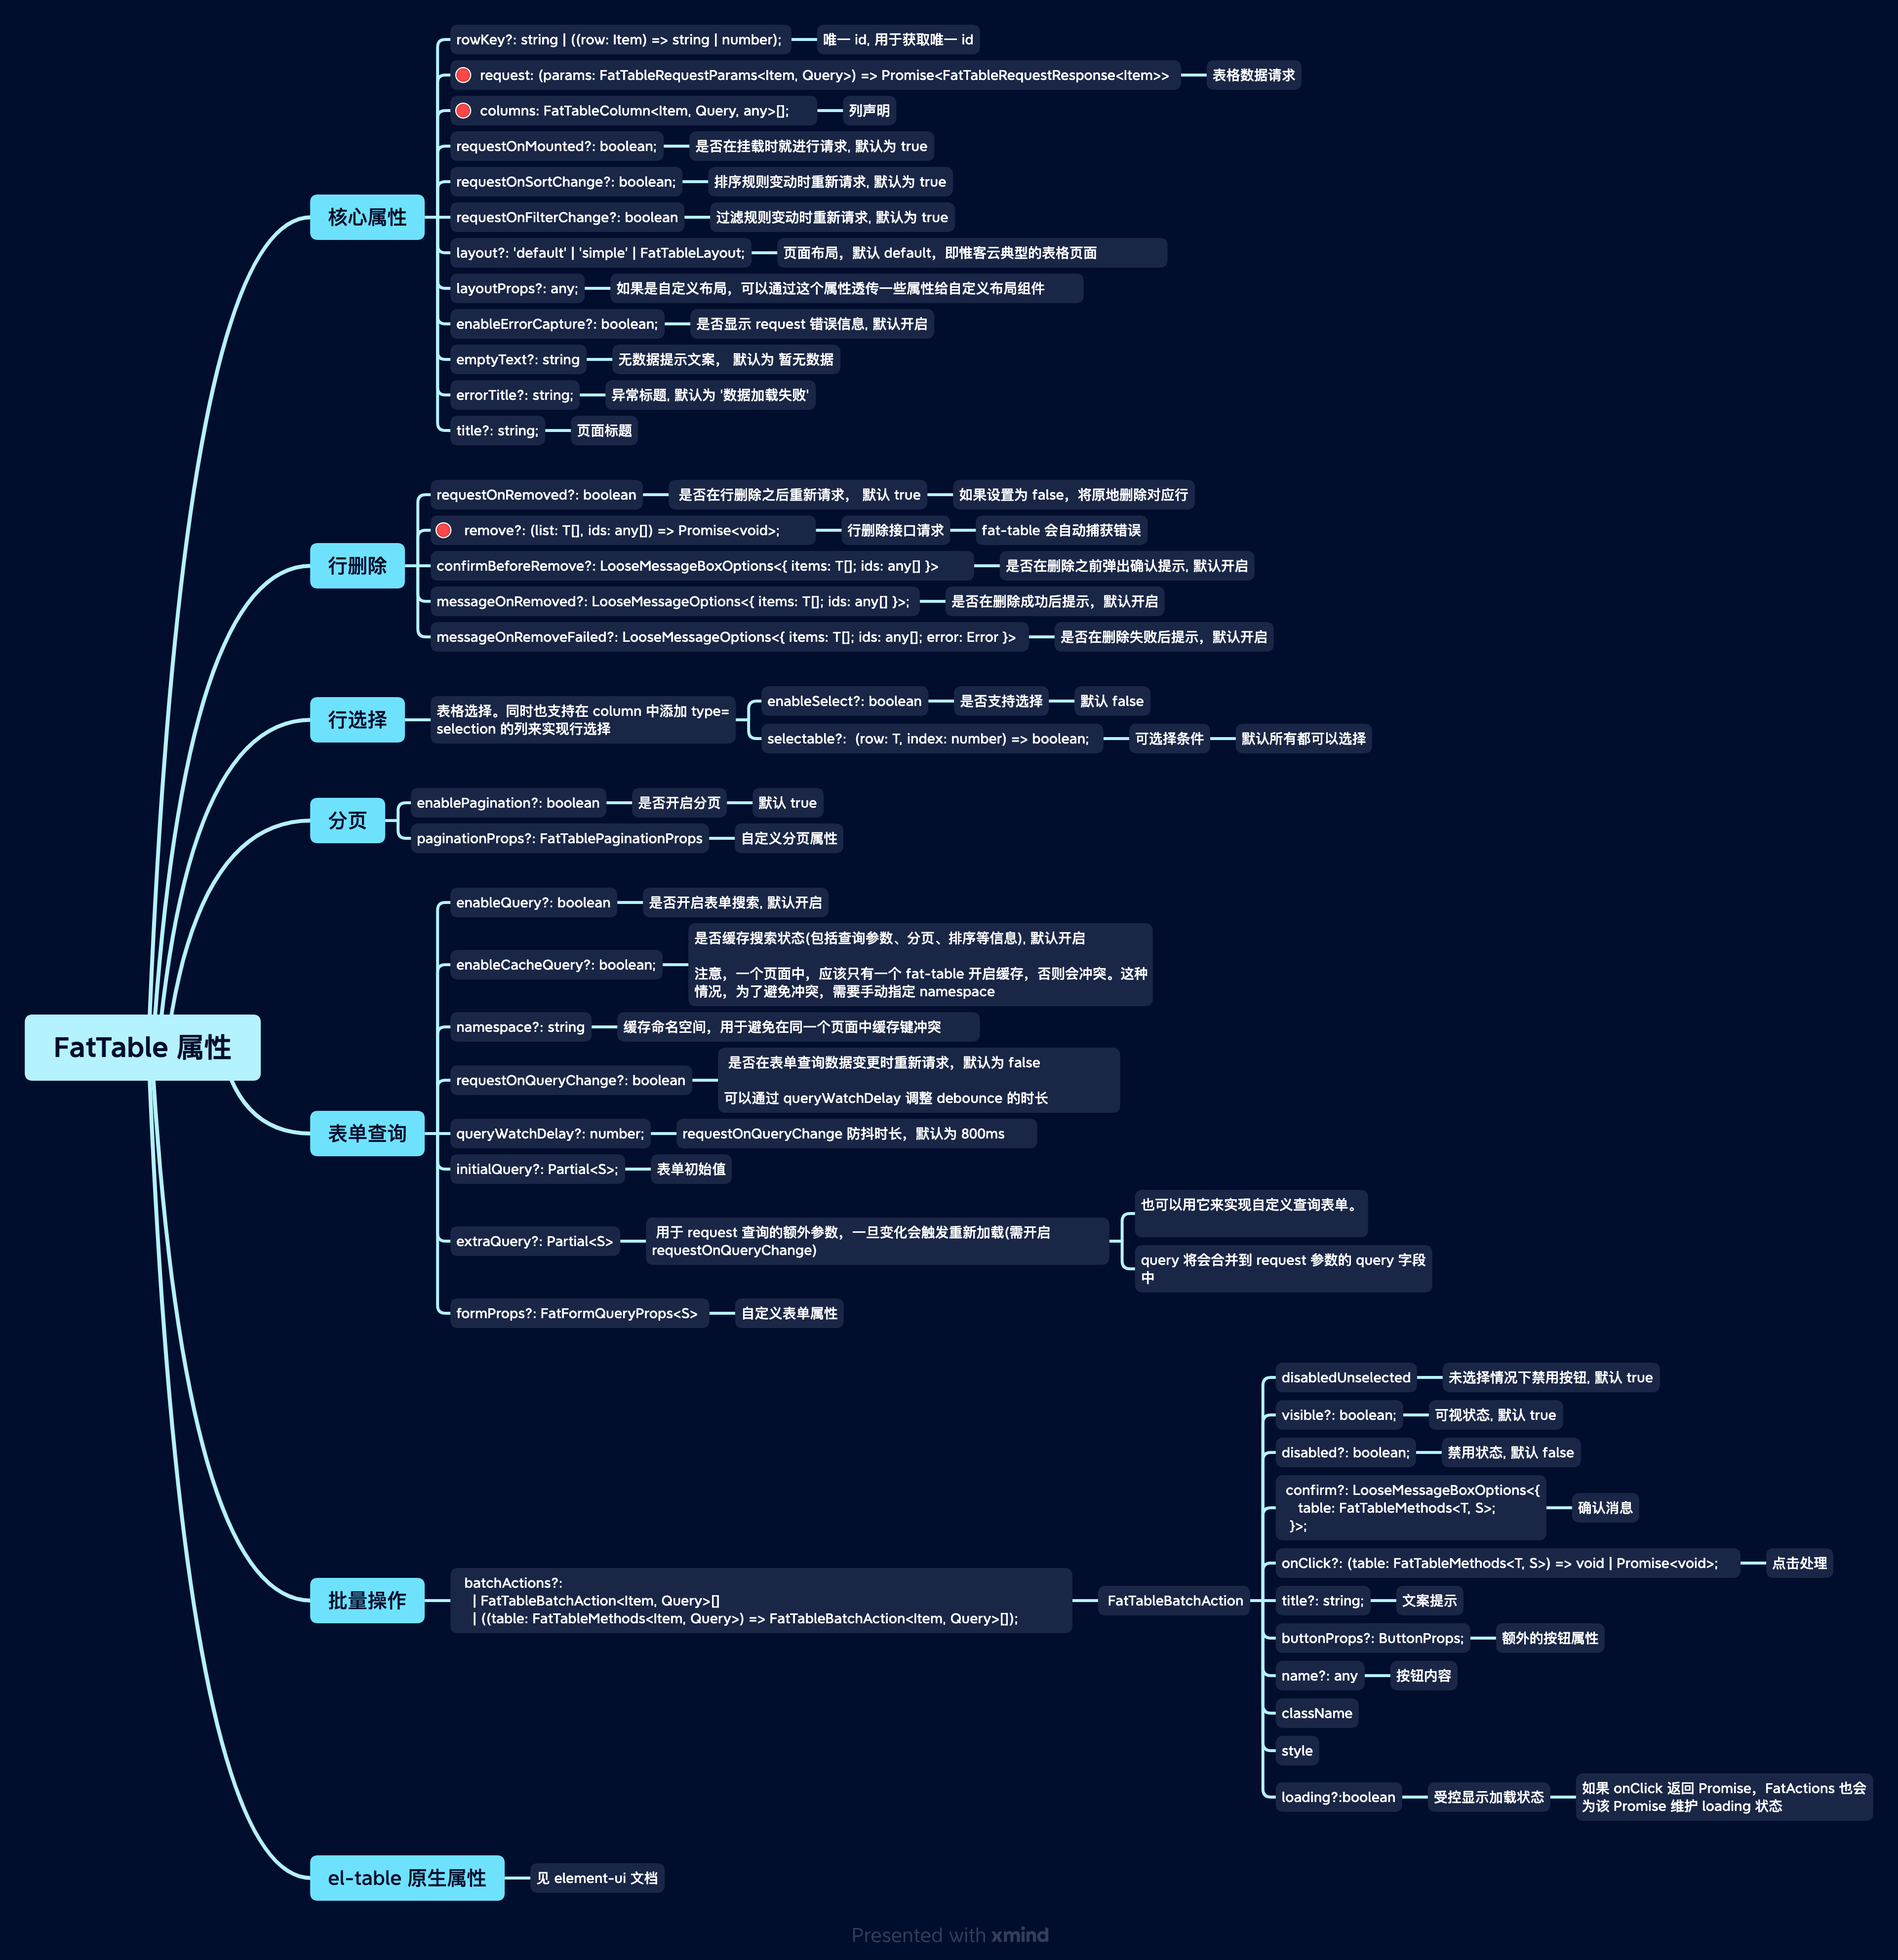 FatTable 属性
核心属性
rowKey?: string | ((row: Item) => string | number);
唯一 id, 用于获取唯一 id
request: (params: FatTableRequestParams<Item, Query>) => Promise<FatTableRequestResponse<Item>>
表格数据请求
columns: FatTableColumn<Item, Query, any>[];
列声明
requestOnMounted?: boolean;
是否在挂载时就进行请求, 默认为 true
requestOnSortChange?: boolean;
排序规则变动时重新请求, 默认为 true
requestOnFilterChange?: boolean
过滤规则变动时重新请求, 默认为 true
layout?: 'default' | 'simple' | FatTableLayout;
页面布局，默认 default，即惟客云典型的表格页面
layoutProps?: any;
如果是自定义布局，可以通过这个属性透传一些属性给自定义布局组件
enableErrorCapture?: boolean;
是否显示 request 错误信息, 默认开启
emptyText?: string
无数据提示文案， 默认为 暂无数据
errorTitle?: string;
异常标题, 默认为 '数据加载失败'
title?: string;
页面标题
行删除
requestOnRemoved?: boolean
是否在行删除之后重新请求， 默认 true
如果设置为 false，将原地删除对应行
remove?: (list: T[], ids: any[]) => Promise<void>;
行删除接口请求
fat-table 会自动捕获错误
confirmBeforeRemove?: LooseMessageBoxOptions<{ items: T[]; ids: any[] }>
是否在删除之前弹出确认提示, 默认开启
messageOnRemoved?: LooseMessageOptions<{ items: T[]; ids: any[] }>;
是否在删除成功后提示，默认开启
messageOnRemoveFailed?: LooseMessageOptions<{ items: T[]; ids: any[]; error: Error }>
是否在删除失败后提示，默认开启
行选择
表格选择。同时也支持在 column 中添加 type=
selection 的列来实现行选择
enableSelect?: boolean
是否支持选择
默认 false
selectable?: (row: T, index: number) => boolean;
可选择条件
默认所有都可以选择
分页
enablePagination?: boolean
是否开启分页
默认 true
paginationProps?: FatTablePaginationProps
自定义分页属性
表单查询
enableQuery?: boolean
是否开启表单搜索, 默认开启
enableCacheQuery?: boolean;
是否缓存搜索状态(包括查询参数、分页、排序等信息), 默认开启
注意，一个页面中，应该只有一个 fat-table 开启缓存，否则会冲突。这种
情况，为了避免冲突，需要手动指定 namespace
namespace?: string
缓存命名空间，用于避免在同一个页面中缓存键冲突
requestOnQueryChange?: boolean
是否在表单查询数据变更时重新请求，默认为 false
可以通过 queryWatchDelay 调整 debounce 的时长
queryWatchDelay?: number;
requestOnQueryChange 防抖时长，默认为 800ms
initialQuery?: Partial<S>;
表单初始值
extraQuery?: Partial<S>
用于 request 查询的额外参数，一旦变化会触发重新加载(需开启
requestOnQueryChange)
也可以用它来实现自定义查询表单。
query 将会合并到 request 参数的 query 字段
中
formProps?: FatFormQueryProps<S>
自定义表单属性
批量操作
batchActions?:
| FatTableBatchAction<Item, Query>[]
| ((table: FatTableMethods<Item, Query>) => FatTableBatchAction<Item, Query>[]);
FatTableBatchAction
disabledUnselected
未选择情况下禁用按钮, 默认 true
visible?: boolean;
可视状态, 默认 true
disabled?: boolean;
禁用状态, 默认 false
confirm?: LooseMessageBoxOptions<{
table: FatTableMethods<T, S>;
}>;
确认消息
onClick?: (table: FatTableMethods<T, S>) => void | Promise<void>;
点击处理
title?: string;
文案提示
buttonProps?: ButtonProps;
额外的按钮属性
name?: any
按钮内容
className
style
loading?:boolean
受控显示加载状态
如果 onClick 返回 Promise，FatActions 也会
为该 Promise 维护 loading 状态
el-table 原生属性
见 element-ui 文档
Presented with xmind